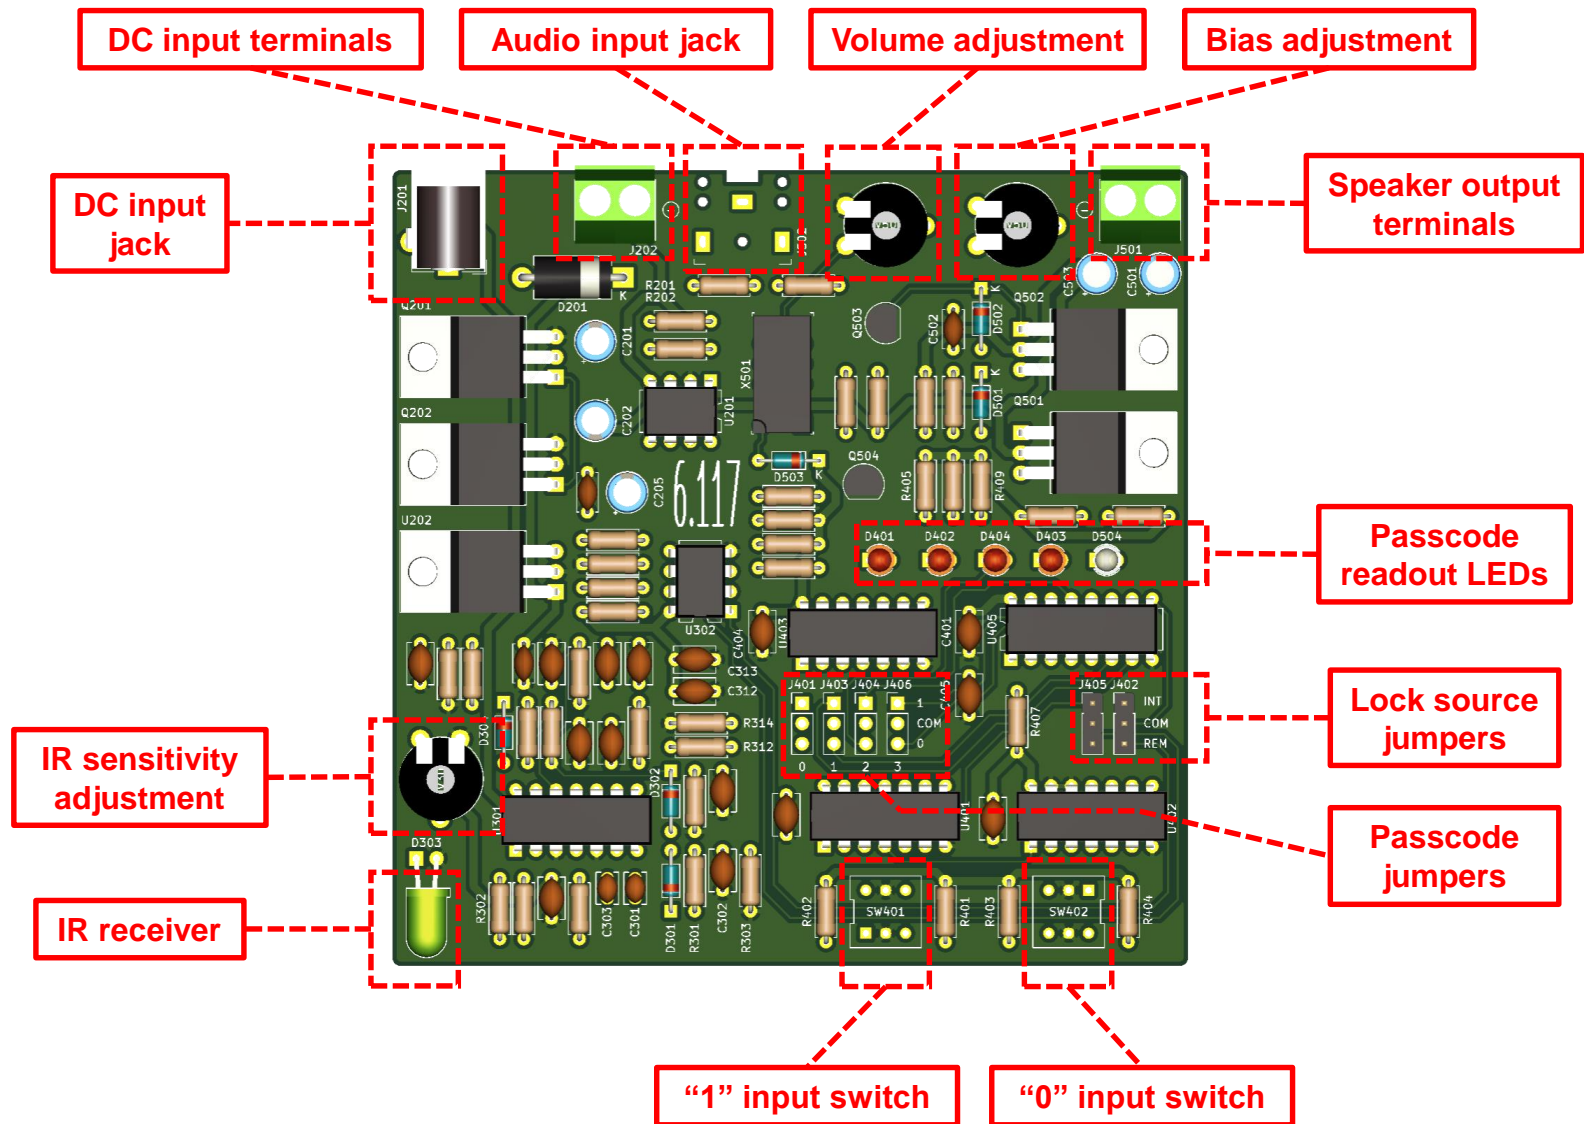 DC input terminals
Audio input jack
Volume adjustment
Bias adjustment
DC input
jack
Speaker output
terminals
J201
J202
J501
D201
K
R201
R202
C503
C501
Q201
C201
X501
Q503
C502
K
D502
Q502
Q202
C202
U201
K
D501
Q501
D503
K
Q504
R405
R409
C205
6.117
U202
D401
D402
D404
D403
D504
Passcode
readout LEDs
U302
C404
U403
C401
U405
C313
C312
J401
J403
J404
J406
C405
J405
J402
1
COM
0
INT
COM
REM
R407
R314
R312
0
1
2
3
Lock source
jumpers
IR sensitivity
adjustment
D302
U301
U401
U402
Passcode
jumpers
D303
IR receiver
R302
C303
C301
D301
R301
C302
R303
R402
SW401
R401
R403
SW402
R404
“1” input switch
“0” input switch